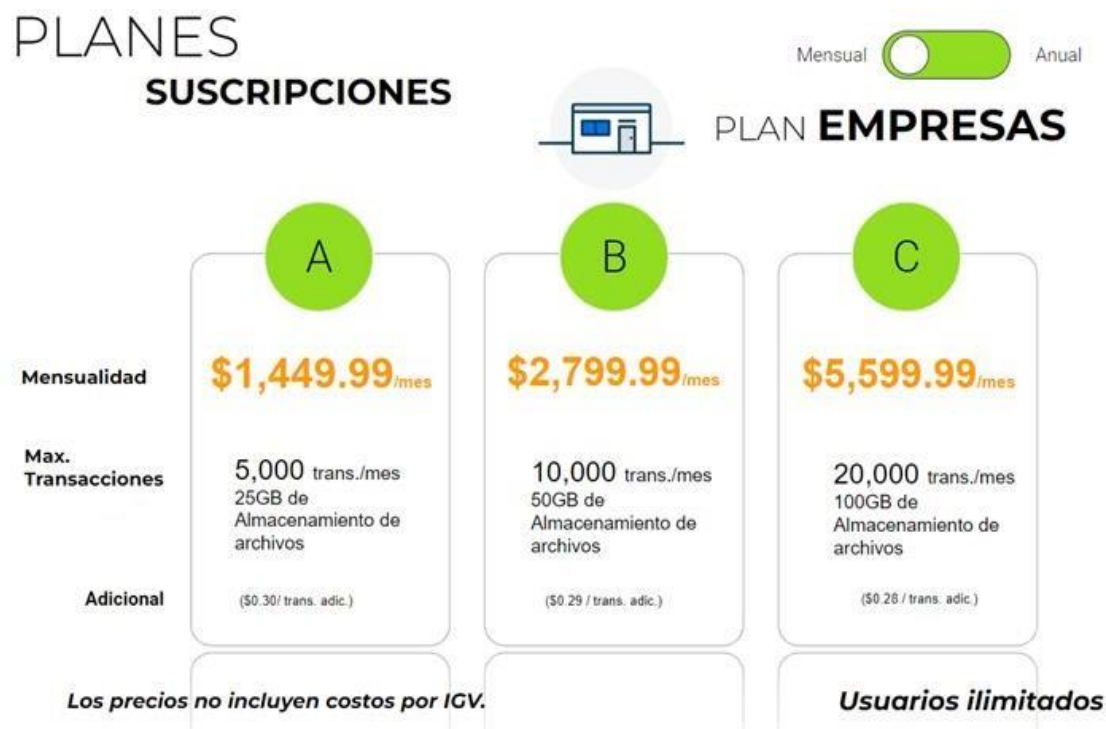 PLANES
SUSCRIPCIONES
Mensual
Anual
PLAN EMPRESAS
A
B
C
Mensualidad
$1,449.99/mes
$2,799.99/mes
$5,599.99/mes
Max.
Transacciones
5,000 trans./mes
25GB de
Almacenamiento de
archivos
10,000 trans./mes
50GB de
Almacenamiento de
archivos
20,000 trans./mes
100GB de
Almacenamiento de
archivos
Adicional
($0.30/ trans. adic.)
($0.29 / trans. adic.)
($0.28 / trans. adic.)
Los precios no incluyen costos por IGV.
Usuarios ilimitados